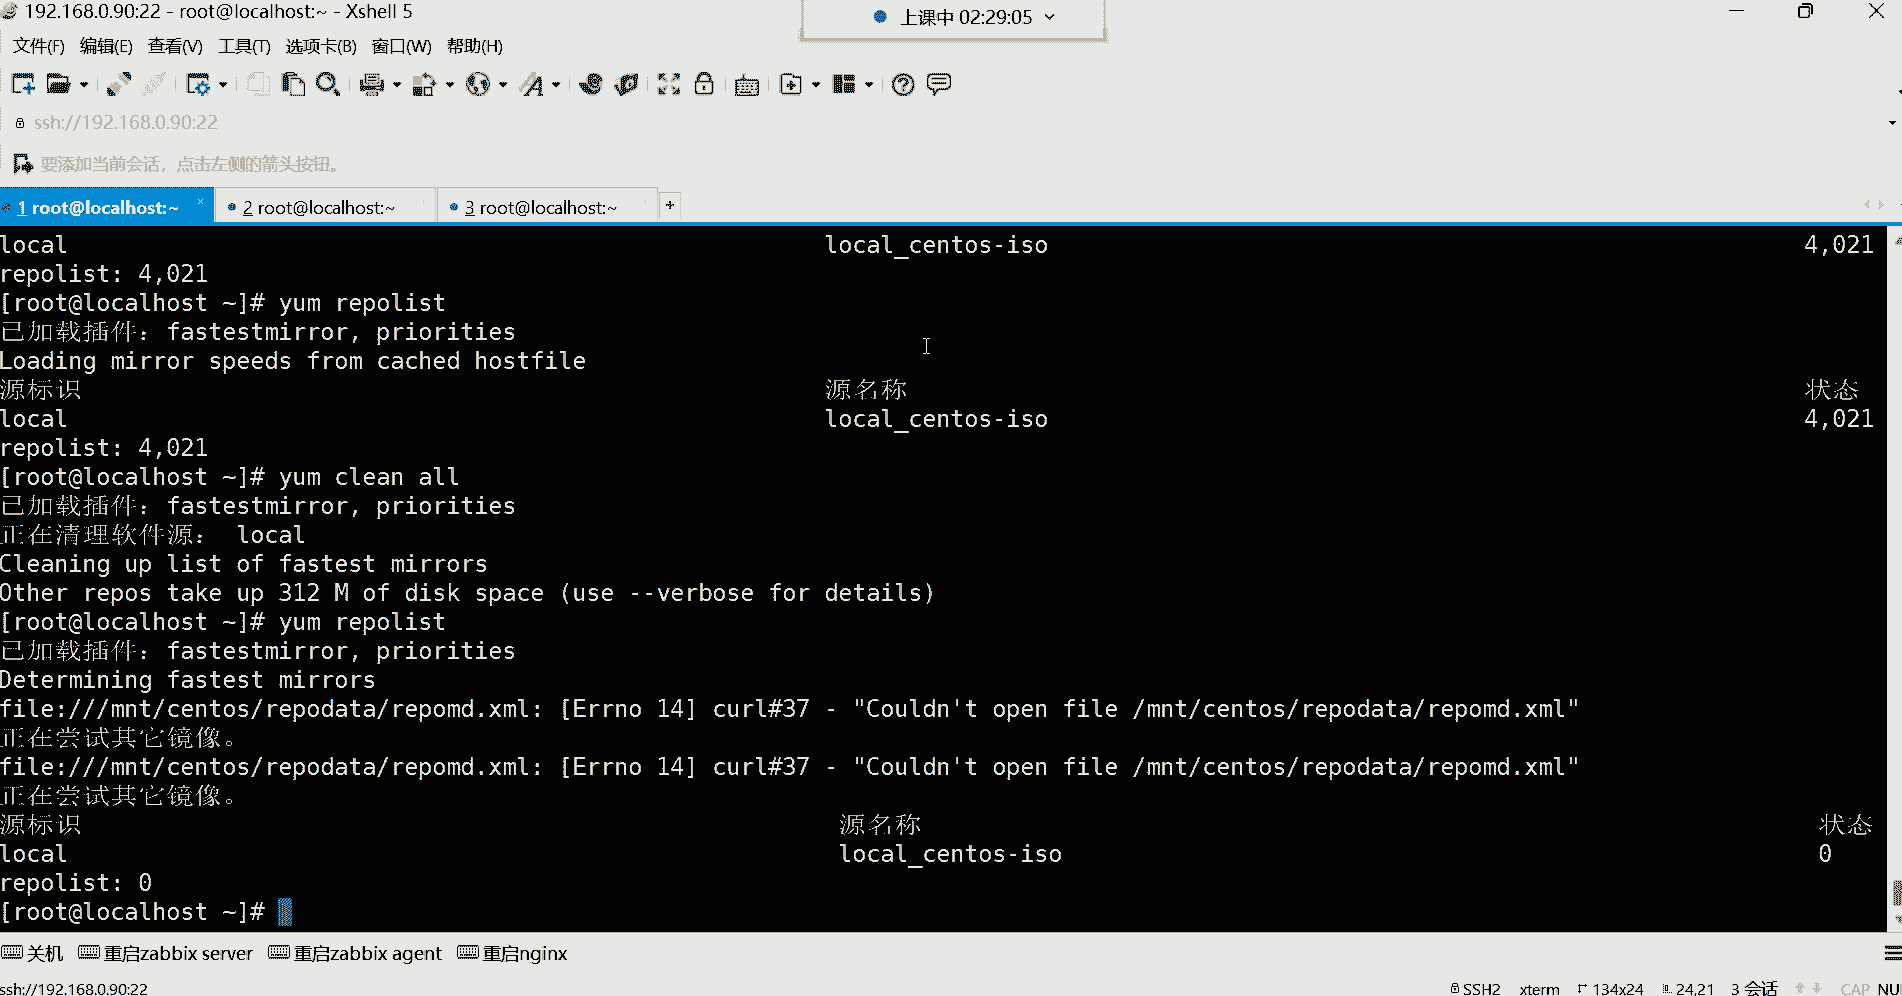 192.168.0.90:22 - root@localhost:~ - Xshell 5
上课中 02:29:05
文件(F) 编辑(E) 查看(V) 工具(T) 选项卡(B) 窗口(W) 帮助(H)
ssh://192.168.0.90:22
要添加当前会话，点击左侧的箭头按钮。
1 root@localhost:~ 2 root@localhost:~ 3 root@localhost:~ +
local local_centos-iso 4,021
repolist: 4,021
[root@localhost ~]# yum repolist
已加载插件：fastestmirror, priorities
Loading mirror speeds from cached hostfile
源标识 源名称 状态
local local_centos-iso 4,021
repolist: 4,021
[root@localhost ~]# yum clean all
已加载插件：fastestmirror, priorities
正在清理软件源： local
Cleaning up list of fastest mirrors
Other repos take up 312 M of disk space (use --verbose for details)
[root@localhost ~]# yum repolist
已加载插件：fastestmirror, priorities
Determining fastest mirrors
file:///mnt/centos/repodata/repomd.xml: [Errno 14] curl#37 - "Couldn't open file /mnt/centos/repodata/repomd.xml"
正在尝试其它镜像。
file:///mnt/centos/repodata/repomd.xml: [Errno 14] curl#37 - "Couldn't open file /mnt/centos/repodata/repomd.xml"
正在尝试其它镜像。
源标识 源名称 状态
local local_centos-iso 0
repolist: 0
[root@localhost ~]#
关机 重启zabbix server 重启zabbix agent 重启nginx
ssh://192.168.0.90:22 SSH2 xterm 134x24 24,21 3 会话 CAP NU